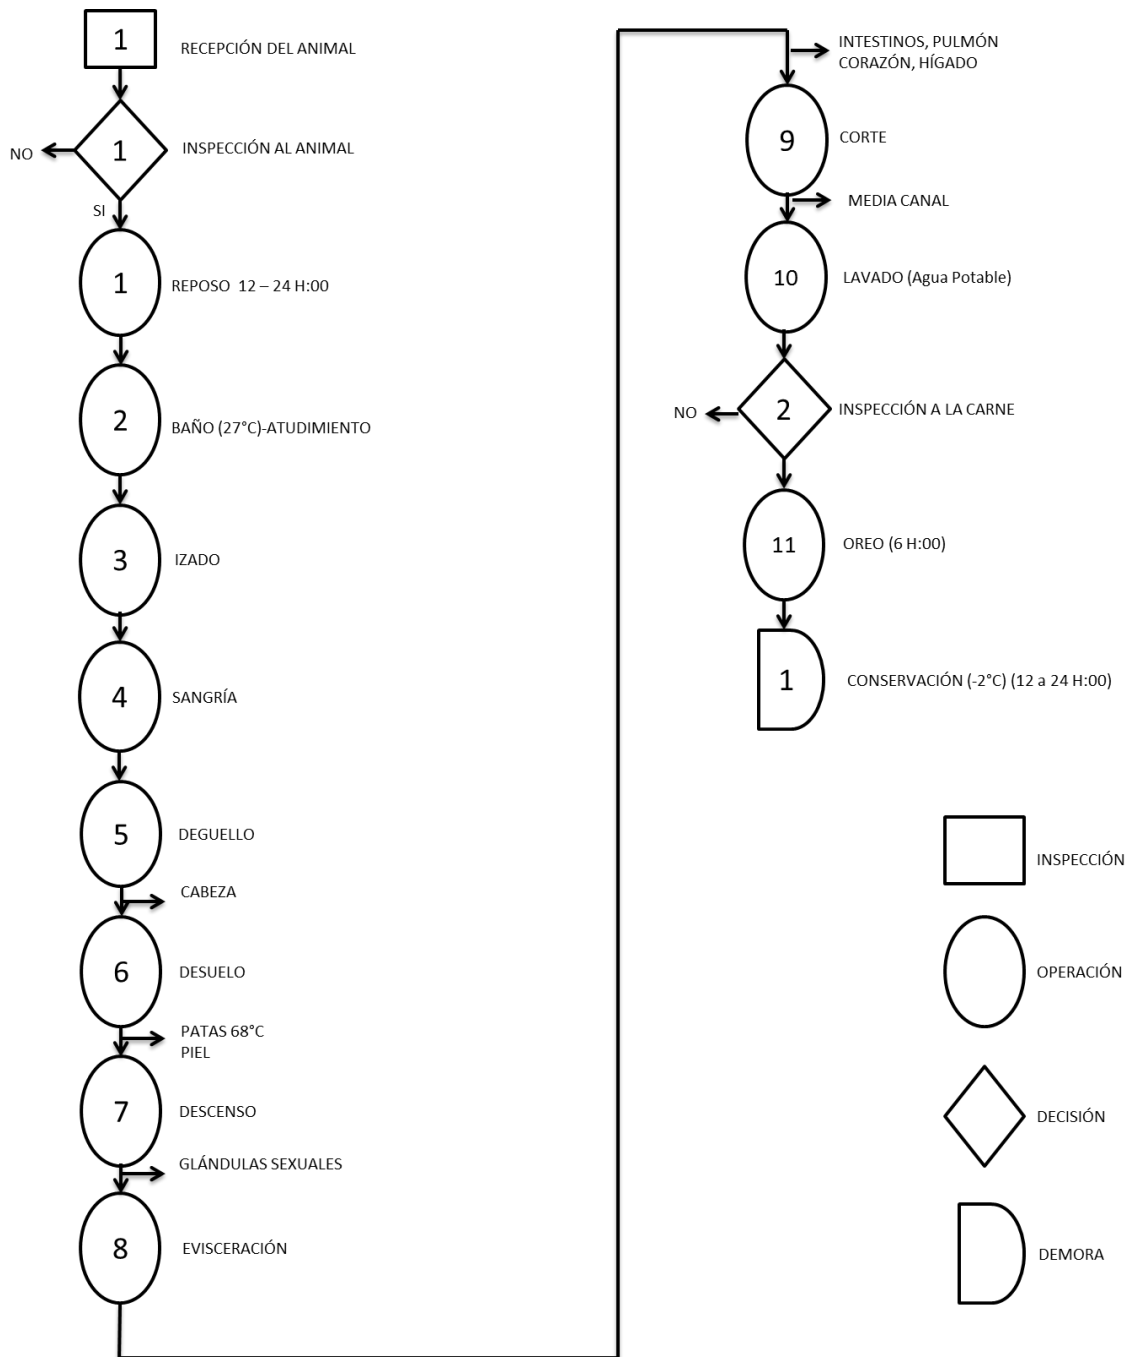 1
RECEPCIÓN DEL ANIMAL
NO
1
INSPECCIÓN AL ANIMAL
SI
1
REPOSO 12 – 24 H:00
2
BAÑO (27°C)-ATUDIMIENTO
3
IZADO
4
SANGRÍA
5
DEGUELLO
CABEZA
6
DESUELO
PATAS 68°C
PIEL
7
DESCENSO
GLÁNDULAS SEXUALES
8
EVISCERACIÓN
INTESTINOS, PULMÓN
CORAZÓN, HÍGADO
9
CORTE
MEDIA CANAL
10
LAVADO (Agua Potable)
NO
2
INSPECCIÓN A LA CARNE
11
OREO (6 H:00)
1
CONSERVACIÓN (-2°C) (12 a 24 H:00)
INSPECCIÓN
OPERACIÓN
DECISIÓN
DEMORA